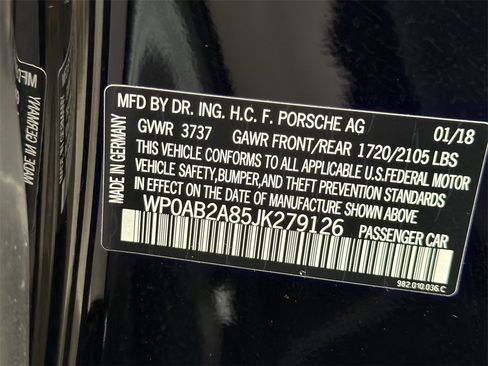 MFD BY DR. ING. H.C. F. PORSCHE AG 01/18
GVWR 3737 GAWR FRONT/REAR 1720/2105 LBS
THIS VEHICLE CONFORMS TO ALL APPLICABLE U.S. FEDERAL MOTOR
VEHICLE SAFETY, BUMPER, AND THEFT PREVENTION STANDARDS
IN EFFECT ON THE DATE OF MANUFACTURE SHOWN ABOVE
WP0AB2A85JK279126 PASSENGER CAR
982.010.036.C
MADE IN GERMANY